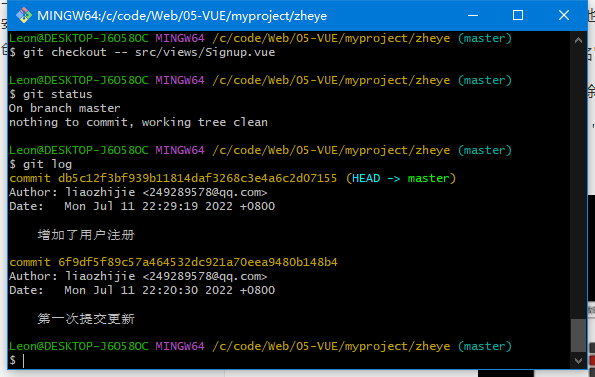 MINGW64:/c/code/Web/05-VUE/myproject/zheye
Leon@DESKTOP-J6O58OC MINGW64 /c/code/Web/05-VUE/myproject/zheye (master)
$ git checkout -- src/views/Signup.vue
Leon@DESKTOP-J6O58OC MINGW64 /c/code/Web/05-VUE/myproject/zheye (master)
$ git status
On branch master
nothing to commit, working tree clean
Leon@DESKTOP-J6O58OC MINGW64 /c/code/Web/05-VUE/myproject/zheye (master)
$ git log
commit db5c12f3bf939b11814daf3268c3e4a6c2d07155 (HEAD -> master)
Author: liaozhijie <249289578@qq.com>
Date:   Mon Jul 11 22:29:19 2022 +0800
增加了用户注册
commit 6f9df5f89c57a464532dc921a70eea9480b148b4
Author: liaozhijie <249289578@qq.com>
Date:   Mon Jul 11 22:20:30 2022 +0800
第一次提交更新
Leon@DESKTOP-J6O58OC MINGW64 /c/code/Web/05-VUE/myproject/zheye (master)
$